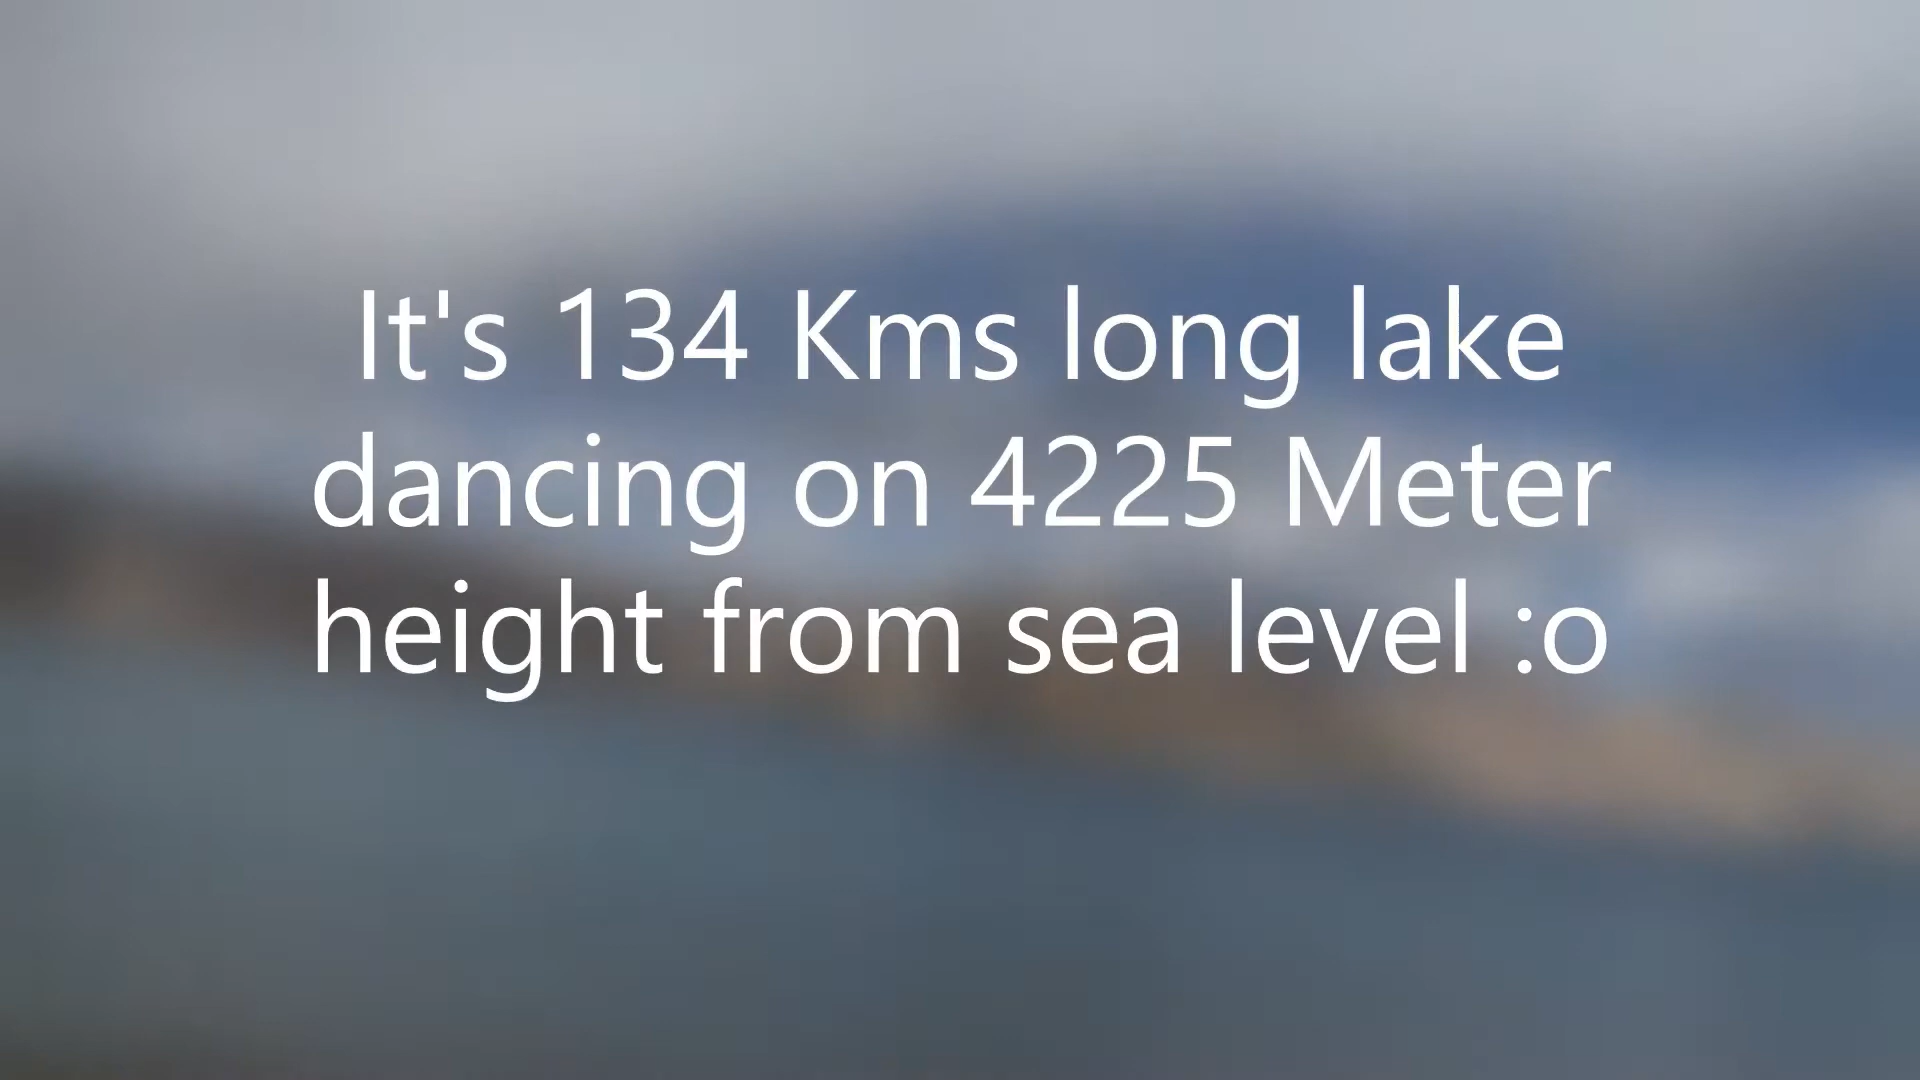 It's 134 Kms long lake
dancing on 4225 Meter
height from sea level :o